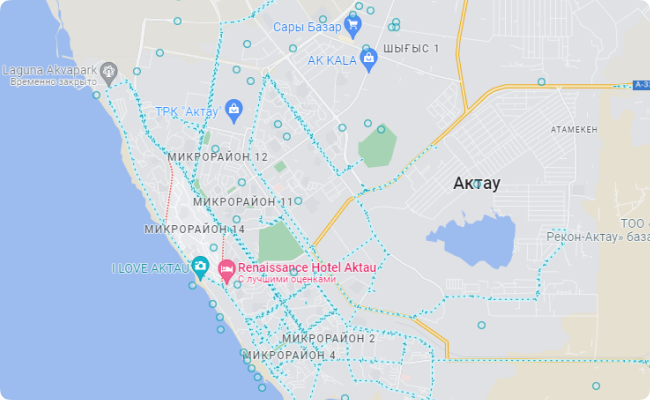 Сары Базар
ШЫҒЫС 1
AK KALA
Laguna Akvapark
Временно закрыто
А-33
ТРК "Актау"
АТАМЕКЕН
МИКРОРАЙОН 12
Актау
МИКРОРАЙОН 11
ТОО «
Рекон-Актау» база
МИКРОРАЙОН 14
I LOVE AKTAU
Renaissance Hotel Aktau
С лучшими оценками
МИКРОРАЙОН 2
МИКРОРАЙОН 4